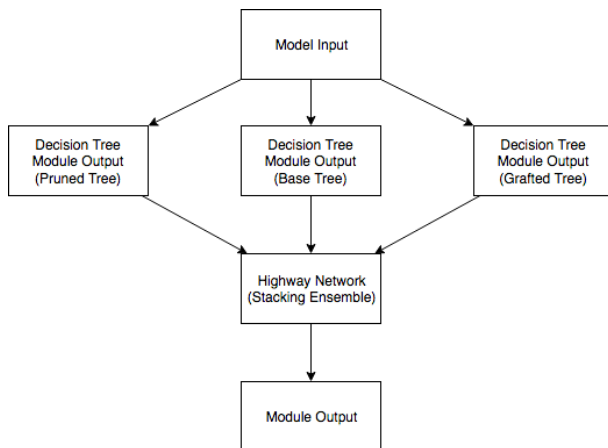 Model Input
Decision Tree
Module Output
(Pruned Tree)
Decision Tree
Module Output
(Base Tree)
Decision Tree
Module Output
(Grafted Tree)
Highway Network
(Stacking Ensemble)
Module Output